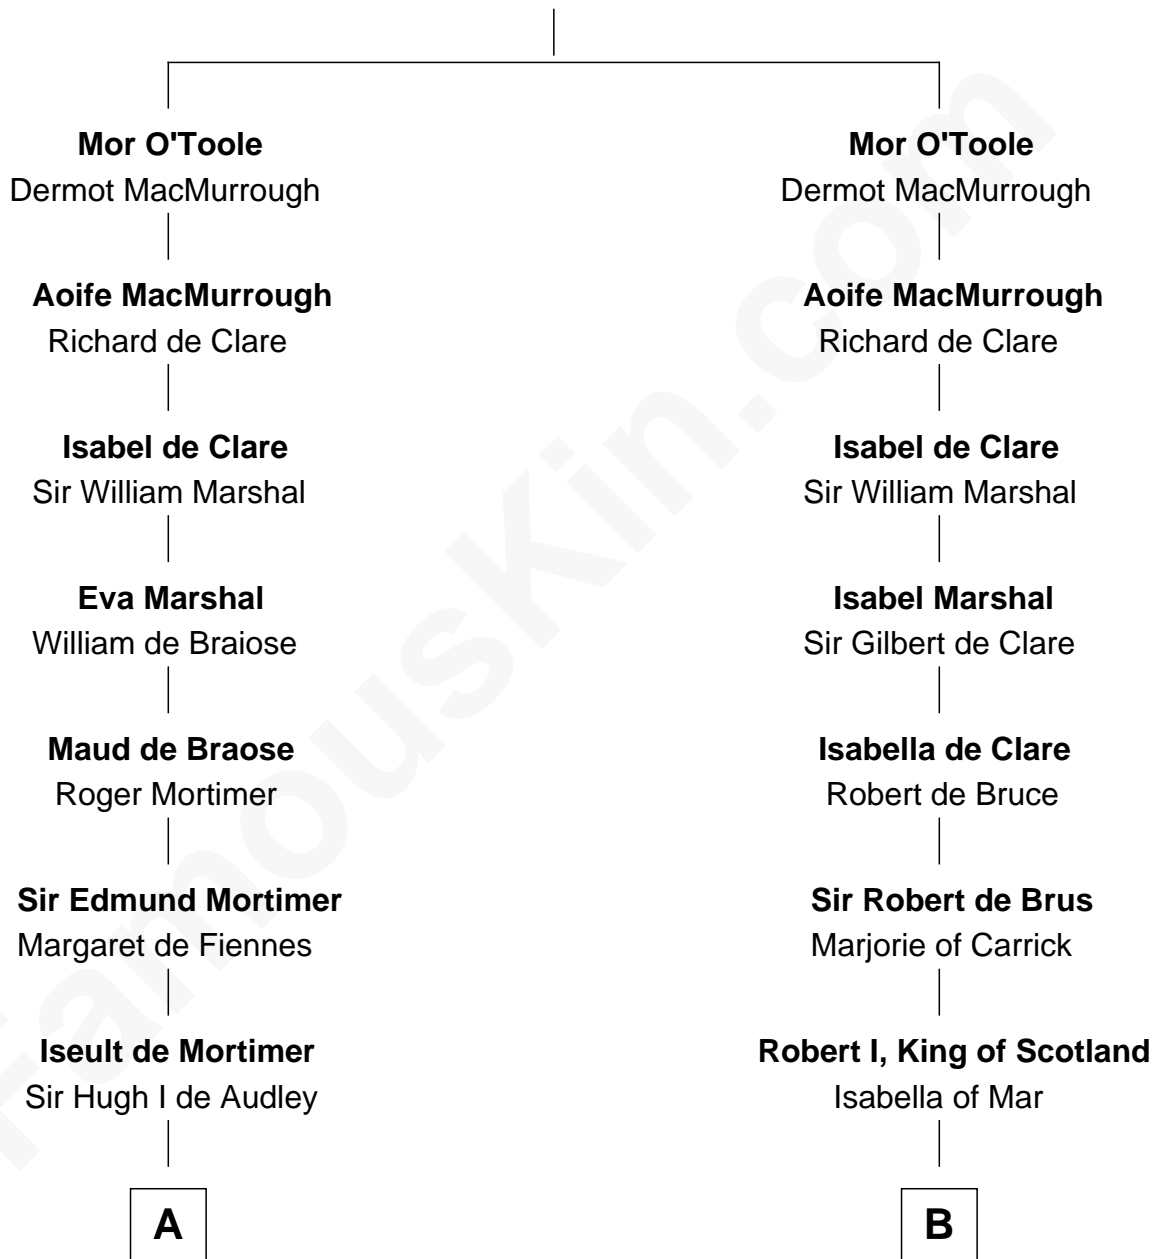 Mor O'Toole
Dermot MacMurrough
Aoife MacMurrough
Richard de Clare
Isabel de Clare
Sir William Marshal
Eva Marshal
William de Braiose
Maud de Braose
Roger Mortimer
Sir Edmund Mortimer
Margaret de Fiennes
Iseult de Mortimer
Sir Hugh I de Audley
A
Mor O'Toole
Dermot MacMurrough
Aoife MacMurrough
Richard de Clare
Isabel de Clare
Sir William Marshal
Isabel Marshal
Sir Gilbert de Clare
Isabella de Clare
Robert de Bruce
Sir Robert de Brus
Marjorie of Carrick
Robert I, King of Scotland
Isabella of Mar
B
FamousKin.com